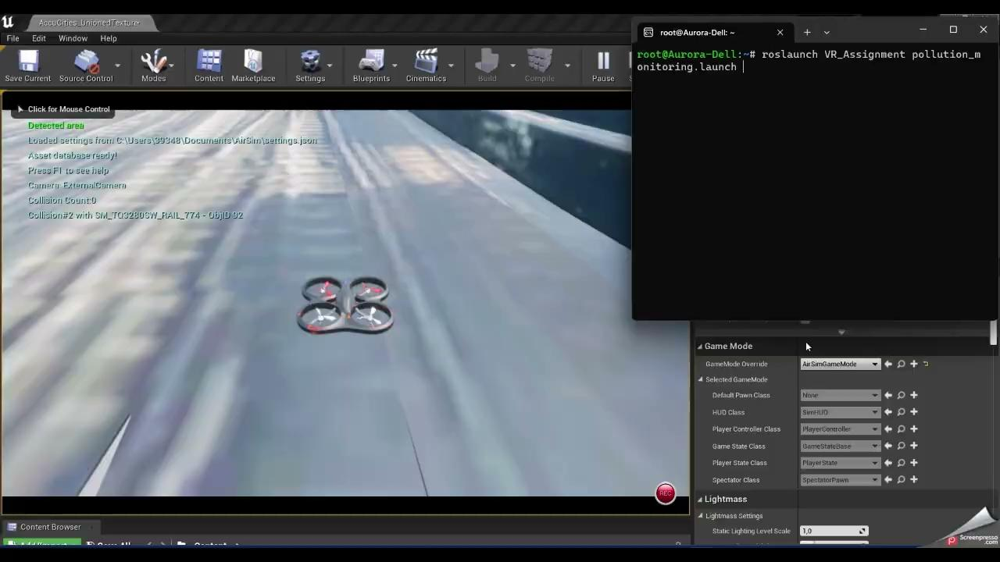 AccuCities_UnionedTexture
File Edit Window Help
Save Current
Source Control
Modes
Content
Marketplace
Settings
Blueprints
Cinematics
Build
Compile
Pause
root@Aurora-Dell: ~
root@Aurora-Dell:~# roslaunch VR_Assignment pollution_m
onitoring.launch
Click for Mouse Control
Detected area
Loaded settings from C:\Users\39348\Documents\AirSim\settings.json
Asset database ready!
Press F1 to see help
Camera: ExternalCamera
Collision Count:0
Collision#2 with SM_TQ3280SW_RAIL_774 - ObjID 92
REC
Game Mode
GameMode Override AirSimGameMode
Selected GameMode
Default Pawn Class None
HUD Class SimHUD
Player Controller Class PlayerController
Game State Class GameStateBase
Player State Class PlayerState
Spectator Class SpectatorPawn
Lightmass
Lightmass Settings
Static Lighting Level Scale 1,0
Content Browser
Screenpresso
.com